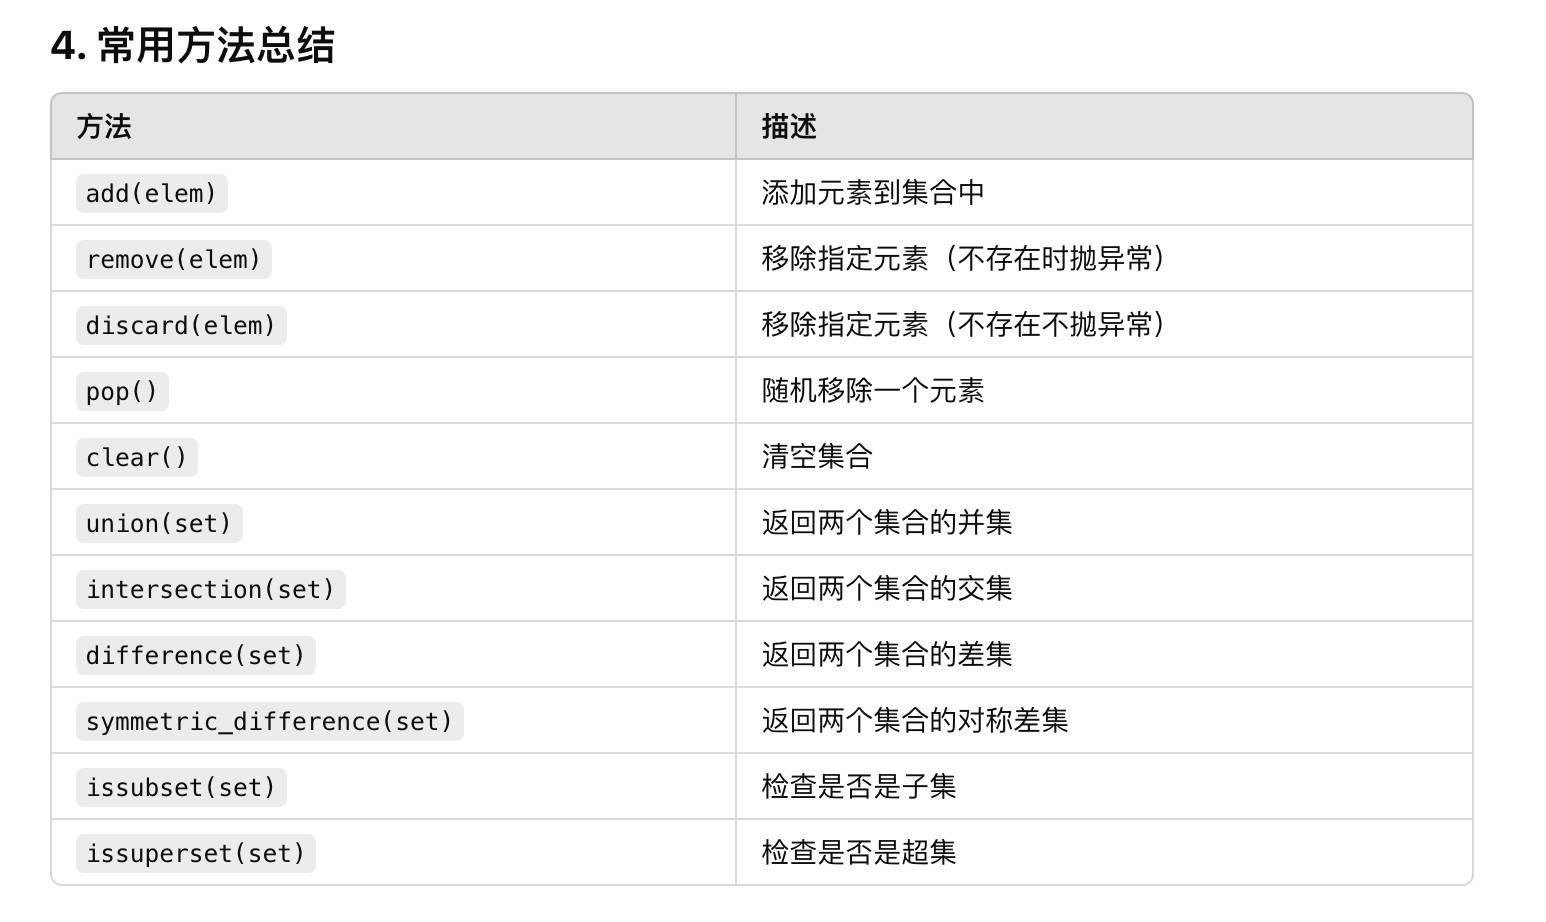 4. 常用方法总结
方法 描述
add(elem) 添加元素到集合中
remove(elem) 移除指定元素（不存在时抛异常）
discard(elem) 移除指定元素（不存在不抛异常）
pop() 随机移除一个元素
clear() 清空集合
union(set) 返回两个集合的并集
intersection(set) 返回两个集合的交集
difference(set) 返回两个集合的差集
symmetric_difference(set) 返回两个集合的对称差集
issubset(set) 检查是否是子集
issuperset(set) 检查是否是超集